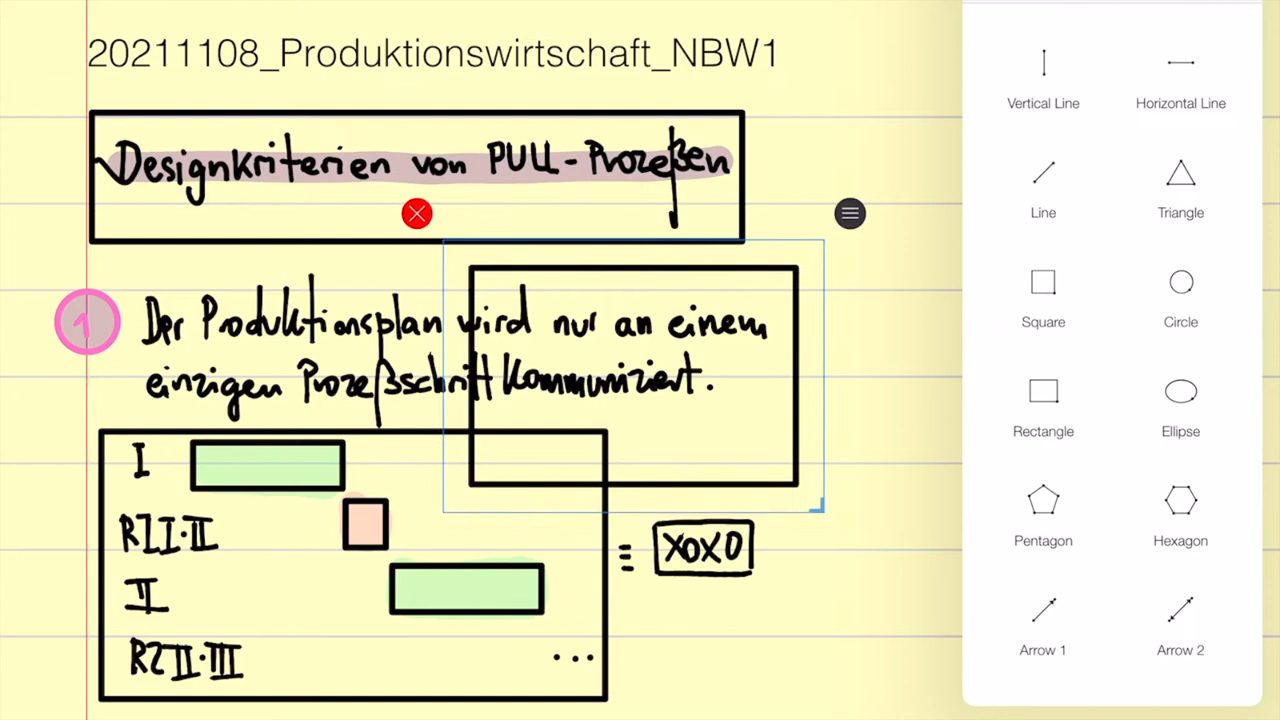 20211108_Produktionswirtschaft_NBW1
Designkriterien von PULL-Prozeßen
1 Der Produktionsplan wird nur an einem
einzigen Prozeßschritt kommuniziert.
I
RZ I·II
II
RZ II·III ...
≡ XOXO
Vertical Line Horizontal Line
Line Triangle
Square Circle
Rectangle Ellipse
Pentagon Hexagon
Arrow 1 Arrow 2